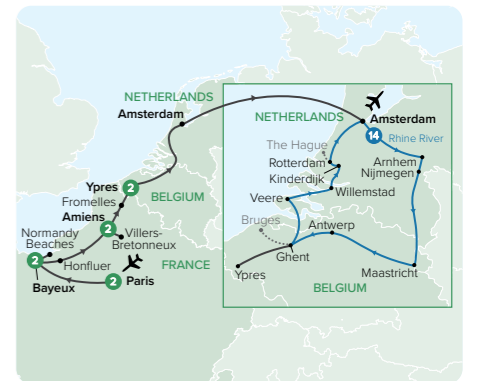 NETHERLANDS
Amsterdam
Ypres
2
Fromelles
BELGIUM
Amiens
2
Villers-
Bretonneux
Normandy
Beaches
2
Honfluer
FRANCE
Bayeux
2
Paris
NETHERLANDS
Amsterdam
14
Rhine River
The Hague
Rotterdam
Kinderdijk
Arnhem
Nijmegen
Willemstad
Veere
Bruges
Antwerp
Ghent
Ypres
Maastricht
BELGIUM